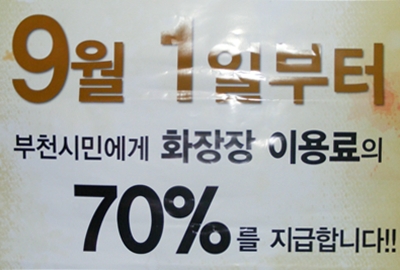 9월 1일부터
부천시민에게 화장장 이용료의
70%를 지급합니다!!